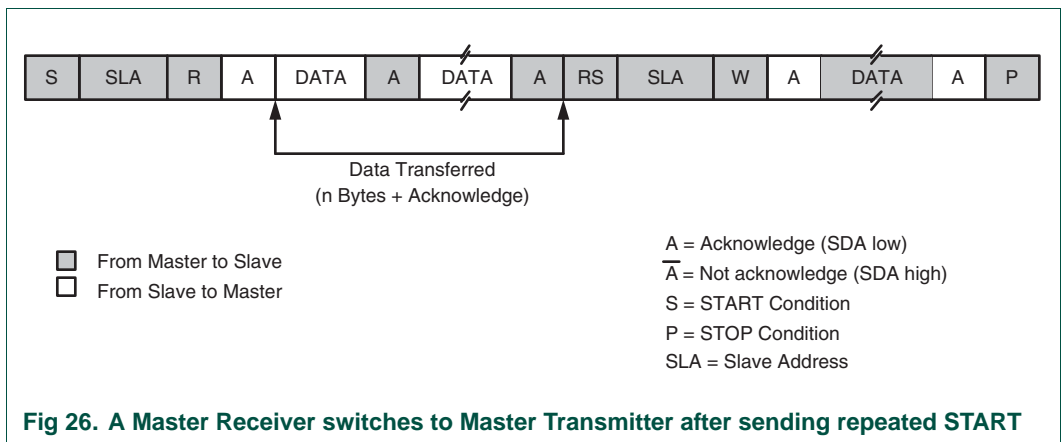 S SLA R A DATA A DATA A RS SLA W A DATA A P
Data Transferred
(n Bytes + Acknowledge)
From Master to Slave
From Slave to Master
A = Acknowledge (SDA low)
A̅ = Not acknowledge (SDA high)
S = START Condition
P = STOP Condition
SLA = Slave Address
Fig 26. A Master Receiver switches to Master Transmitter after sending repeated START